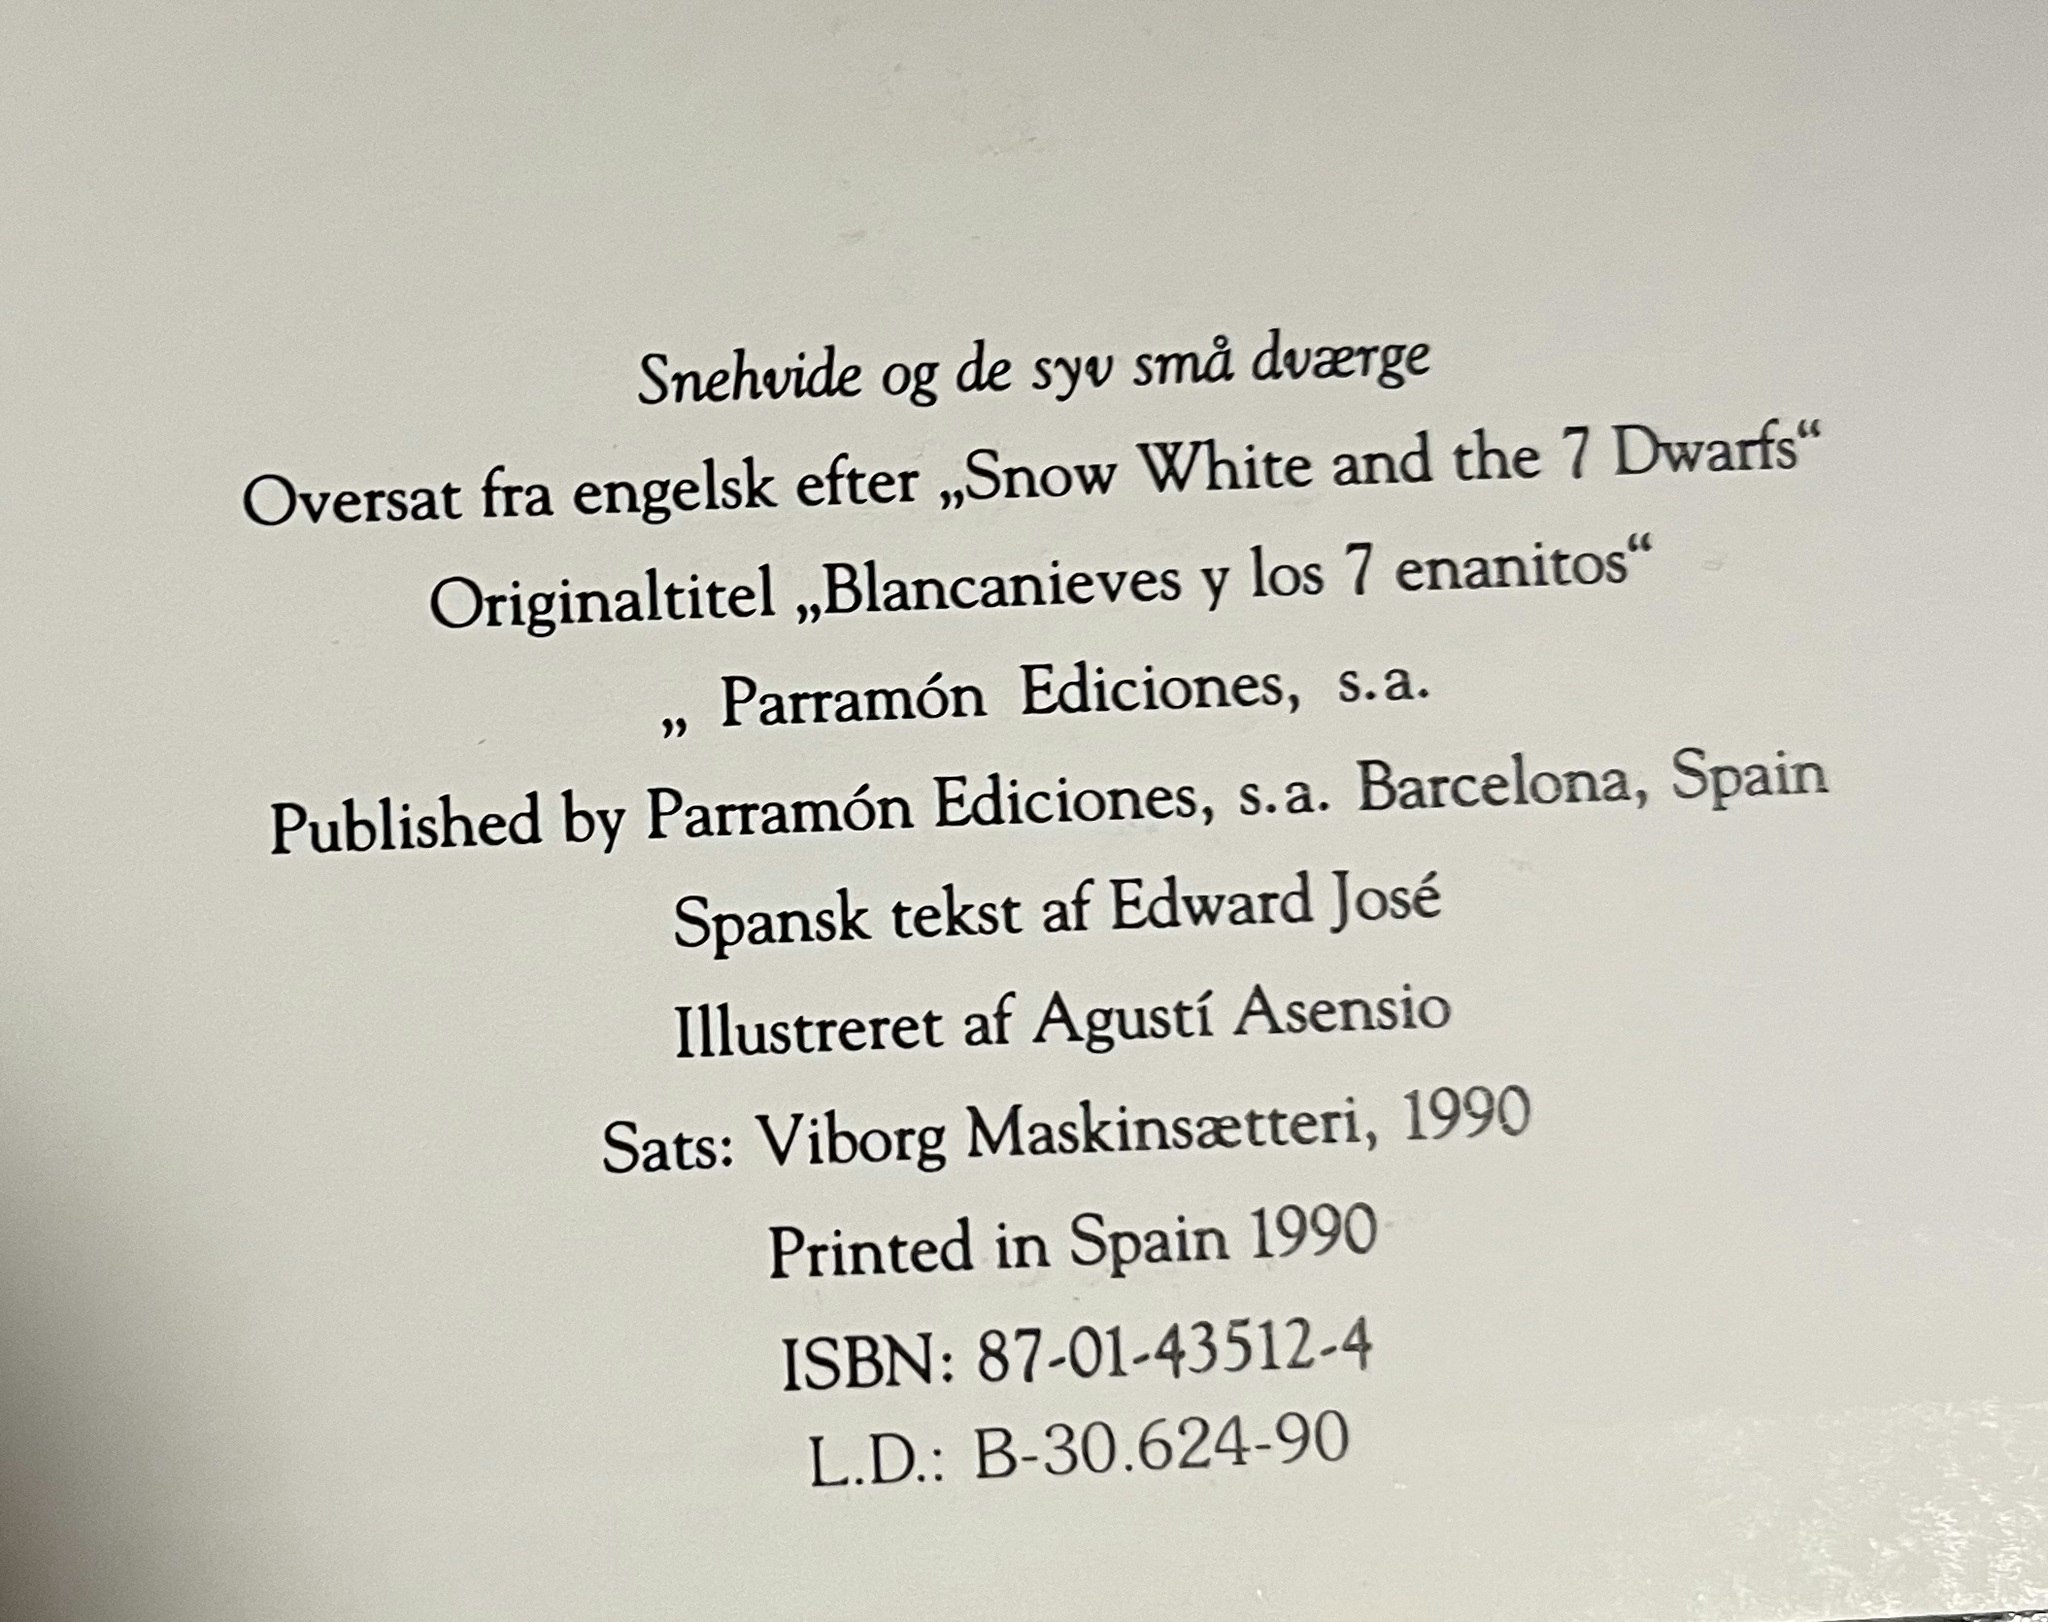 Snehvide og de syv små dværge
Oversat fra engelsk efter „Snow White and the 7 Dwarfs“
Originaltitel „Blancanieves y los 7 enanitos“
„ Parramón Ediciones, s.a.
Published by Parramón Ediciones, s.a. Barcelona, Spain
Spansk tekst af Edward José
Illustreret af Agustí Asensio
Sats: Viborg Maskinsætteri, 1990
Printed in Spain 1990
ISBN: 87-01-43512-4
L.D.: B-30.624-90